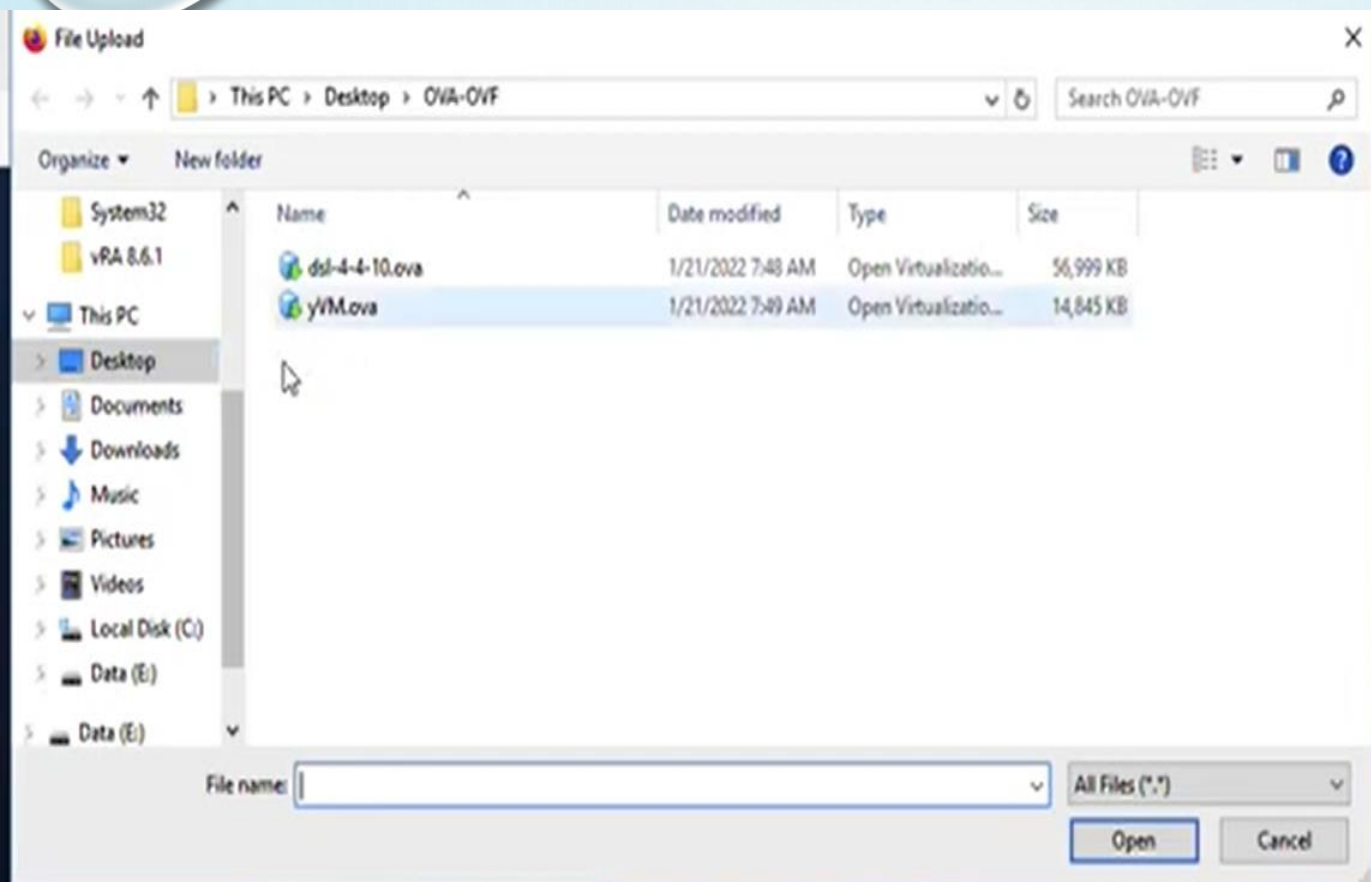 File Upload
This PC > Desktop > OVA-OVF
Search OVA-OVF
Organize
New folder
System32
vRA 8.6.1
This PC
Desktop
Documents
Downloads
Music
Pictures
Videos
Local Disk (C:)
Data (E:)
Data (E:)
Name Date modified Type Size
dsl-4-4-10.ova 1/21/2022 7:48 AM Open Virtualizatio... 56,999 KB
yVM.ova 1/21/2022 7:49 AM Open Virtualizatio... 14,845 KB
File name:
All Files (*.*)
Open
Cancel